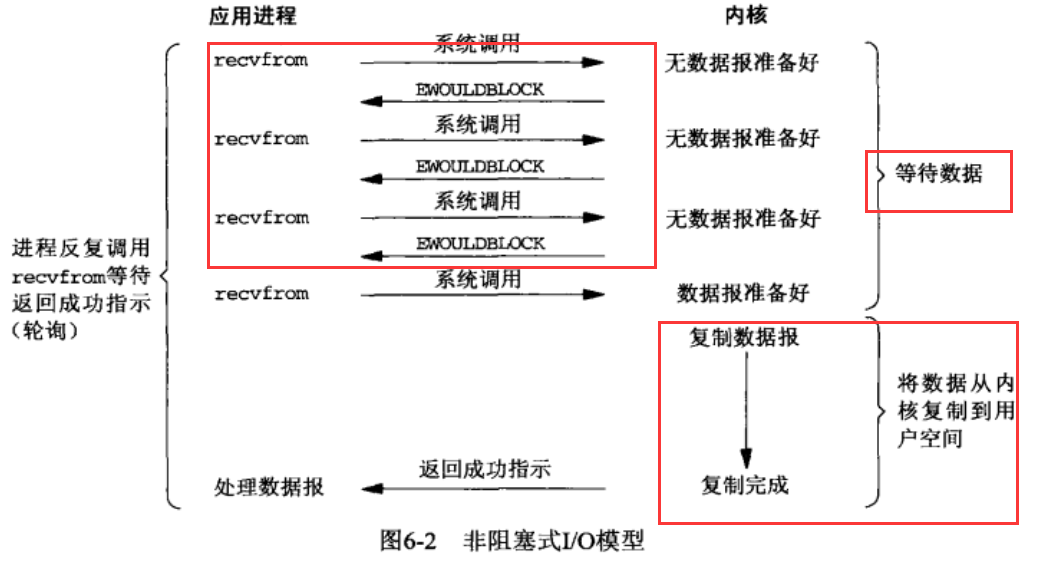 应用进程
内核
recvfrom
系统调用
无数据报准备好
EWOULDBLOCK
recvfrom
系统调用
无数据报准备好
EWOULDBLOCK
等待数据
recvfrom
系统调用
无数据报准备好
EWOULDBLOCK
进程反复调用
recvfrom等待
返回成功指示
（轮询）
recvfrom
系统调用
数据报准备好
复制数据报
将数据从内
核复制到用
户空间
处理数据报
返回成功指示
复制完成
图6-2 非阻塞式I/O模型